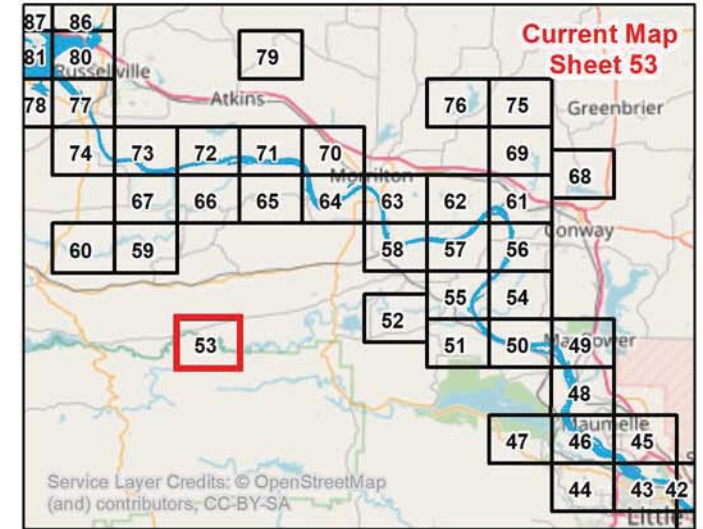 87 86
Current Map
Sheet 53
81 80
Russellville
79
78 77
Atkins
76 75
Greenbrier
74 73 72 71 70
69
68
Morrilton
67 66 65 64 63 62 61
Conway
60 59
58 57 56
55 54
52
53
51 50 49
Mayflower
48
Maumelle
47 46 45
Service Layer Credits: © OpenStreetMap
(and) contributors, CC-BY-SA
44 43 42
Little